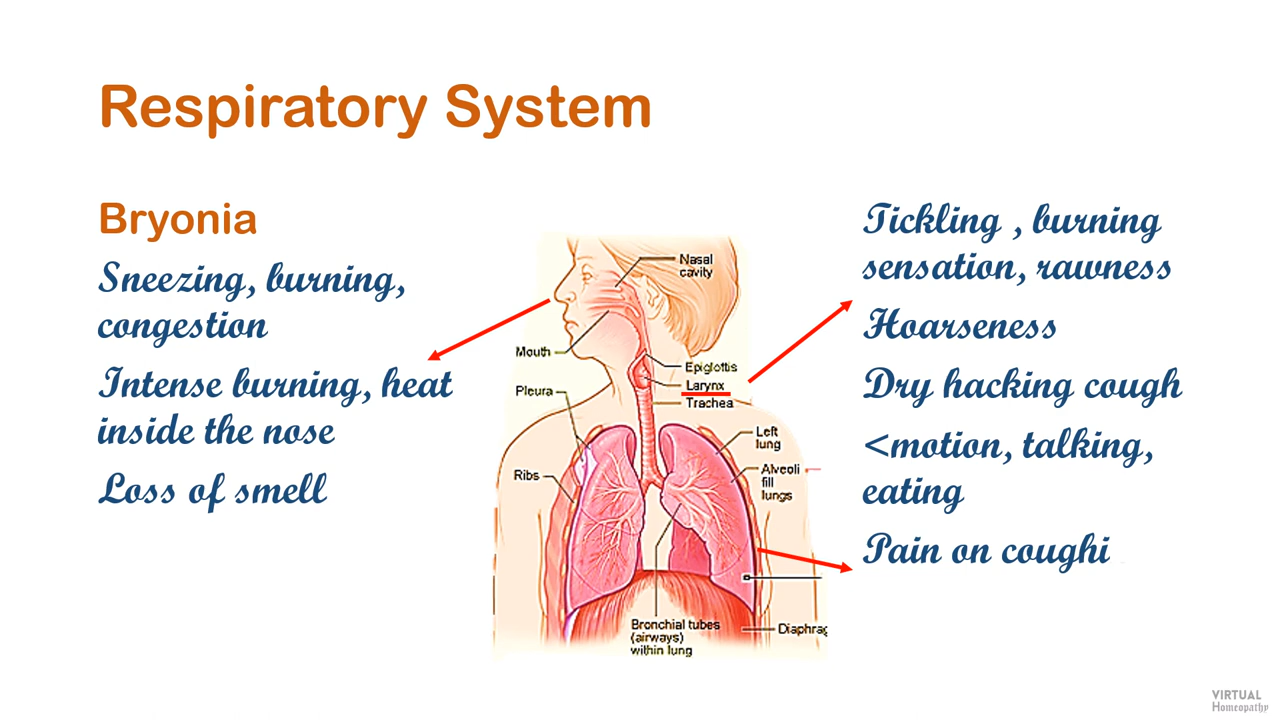 Respiratory System
Bryonia
Sneezing, burning,
congestion
Intense burning, heat
inside the nose
Loss of smell
Nasal
cavity
Mouth
Epiglottis
Pleura
Larynx
Trachea
Left
lung
Ribs
Alveoli
fill
lungs
Bronchial tubes
(airways)
within lung
Diaphrag
Tickling , burning
sensation, rawness
Hoarseness
Dry hacking cough
<motion, talking,
eating
Pain on coughi
VIRTUAL
Homeopathy